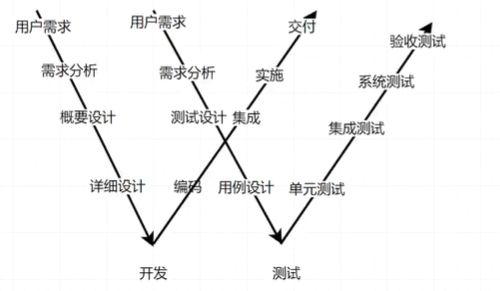 用户需求 用户需求 交付
验收测试
需求分析 需求分析 实施
系统测试
概要设计 测试设计 集成
集成测试
详细设计 编码 用例设计 单元测试
开发 测试